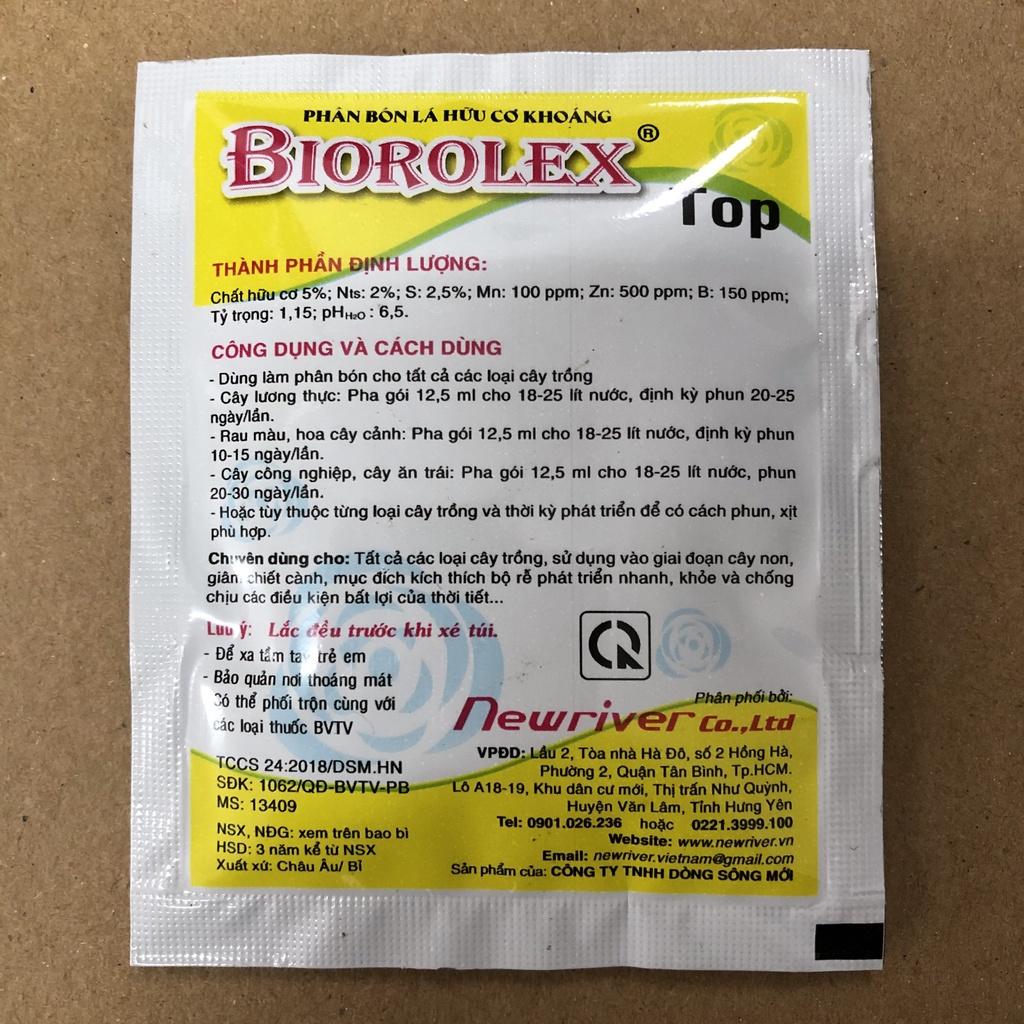 PHÂN BÓN LÁ HỮU CƠ KHOÁNG
BIOROLEX®
Top
THÀNH PHẦN ĐỊNH LƯỢNG:
Chất hữu cơ 5%; Nts: 2%; S: 2,5%; Mn: 100 ppm; Zn: 500 ppm; B: 150 ppm;
Tỷ trọng: 1,15; pHH₂O : 6,5.
CÔNG DỤNG VÀ CÁCH DÙNG
- Dùng làm phân bón cho tất cả các loại cây trồng
- Cây lương thực: Pha gói 12,5 ml cho 18-25 lít nước, định kỳ phun 20-25
ngày/lần.
- Rau màu, hoa cây cảnh: Pha gói 12,5 ml cho 18-25 lít nước, định kỳ phun
10-15 ngày/lần.
- Cây công nghiệp, cây ăn trái: Pha gói 12,5 ml cho 18-25 lít nước, phun
20-30 ngày/lần.
- Hoặc tùy thuộc từng loại cây trồng và thời kỳ phát triển để có cách phun, xịt
phù hợp.
Chuyên dùng cho: Tất cả các loại cây trồng, sử dụng vào giai đoạn cây non,
giâm chiết cành, mục đích kích thích bộ rễ phát triển nhanh, khỏe và chống
chịu các điều kiện bất lợi của thời tiết...
Lưu ý: Lắc đều trước khi xé túi.
- Để xa tầm tay trẻ em
- Bảo quản nơi thoáng mát
Có thể phối trộn cùng với
các loại thuốc BVTV
TCCS 24:2018/DSM.HN
SĐK: 1062/QĐ-BVTV-PB
MS: 13409
NSX, NĐG: xem trên bao bì
HSD: 3 năm kể từ NSX
Xuất xứ: Châu Âu/ Bỉ
Phân phối bởi:
Newriver Co.,Ltd
VPĐD: Lầu 2, Tòa nhà Hà Đô, số 2 Hồng Hà,
Phường 2, Quận Tân Bình, Tp.HCM.
Lô A18-19, Khu dân cư mới, Thị trấn Như Quỳnh,
Huyện Văn Lâm, Tỉnh Hưng Yên
Tel: 0901.026.236 hoặc 0221.3999.100
Website: www.newriver.vn
Email: newriver.vietnam@gmail.com
Sản phẩm của: CÔNG TY TNHH DÒNG SÔNG MỚI